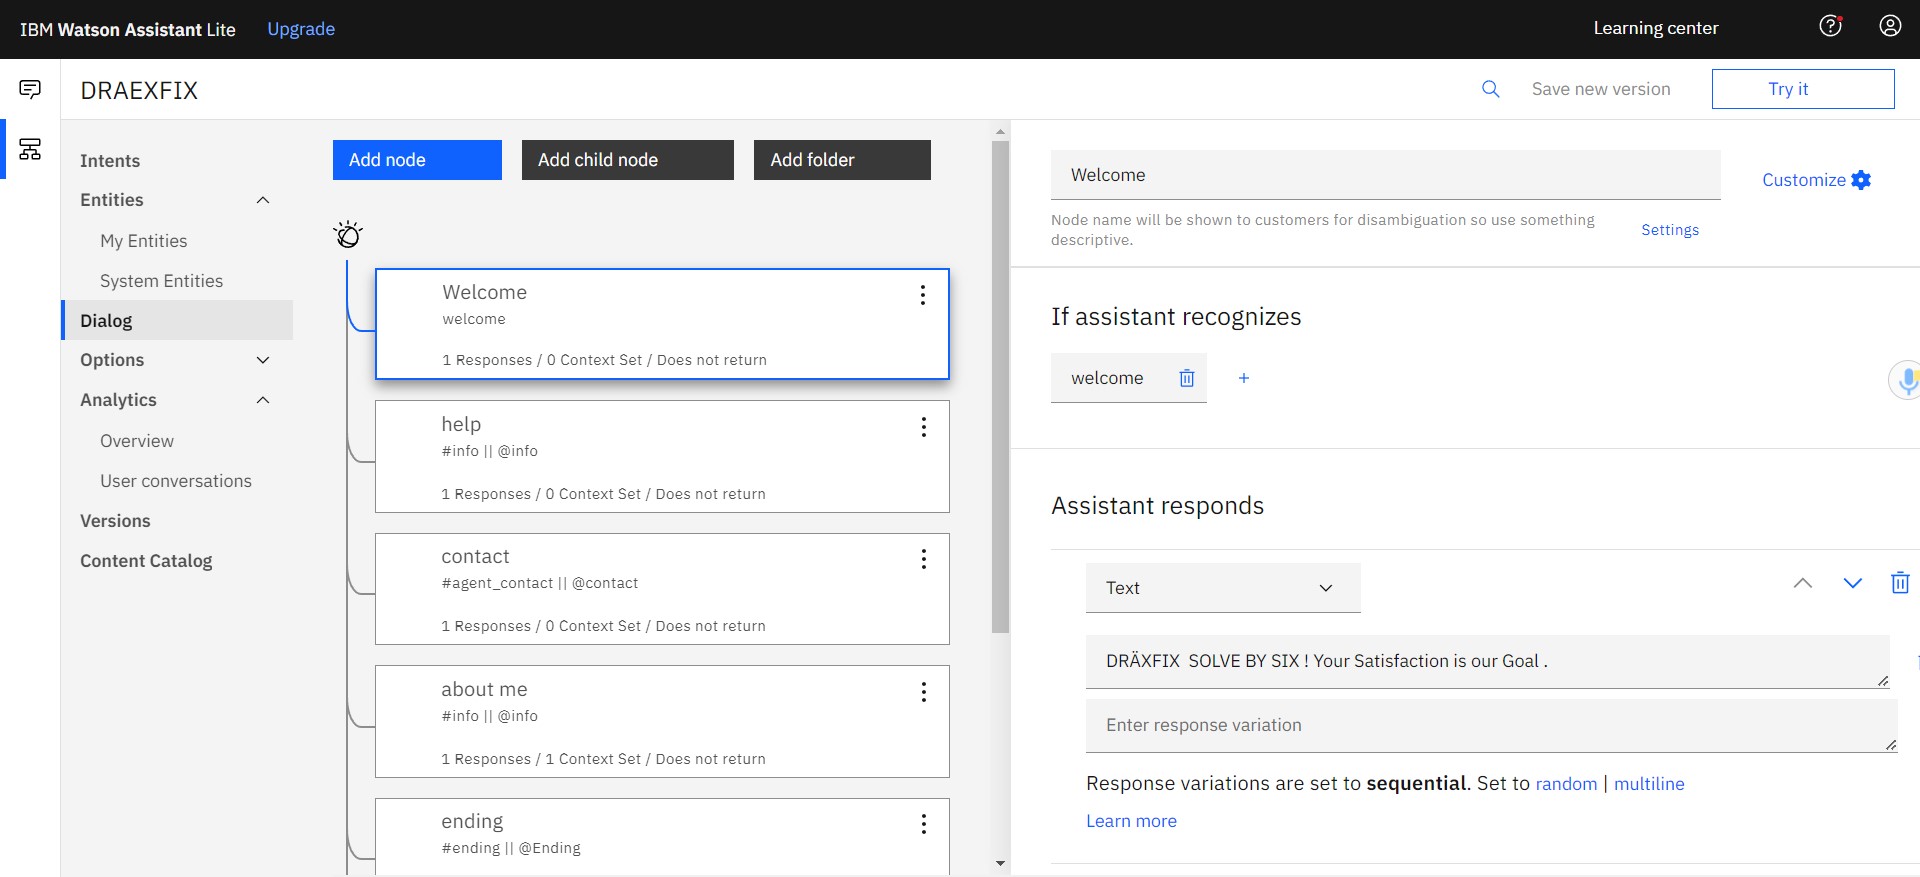 IBM Watson Assistant Lite Upgrade Learning center
DRAEXFIX Save new version Try it
Intents
Entities
My Entities
System Entities
Dialog
Options
Analytics
Overview
User conversations
Versions
Content Catalog
Add node Add child node Add folder
Welcome
welcome
1 Responses / 0 Context Set / Does not return
help
#info || @info
1 Responses / 0 Context Set / Does not return
contact
#agent_contact || @contact
1 Responses / 0 Context Set / Does not return
about me
#info || @info
1 Responses / 1 Context Set / Does not return
ending
#ending || @Ending
Welcome
Customize
Node name will be shown to customers for disambiguation so use something
descriptive.
Settings
If assistant recognizes
welcome
Assistant responds
Text
DRÄXFIX  SOLVE BY SIX ! Your Satisfaction is our Goal .
Enter response variation
Response variations are set to sequential. Set to random | multiline
Learn more